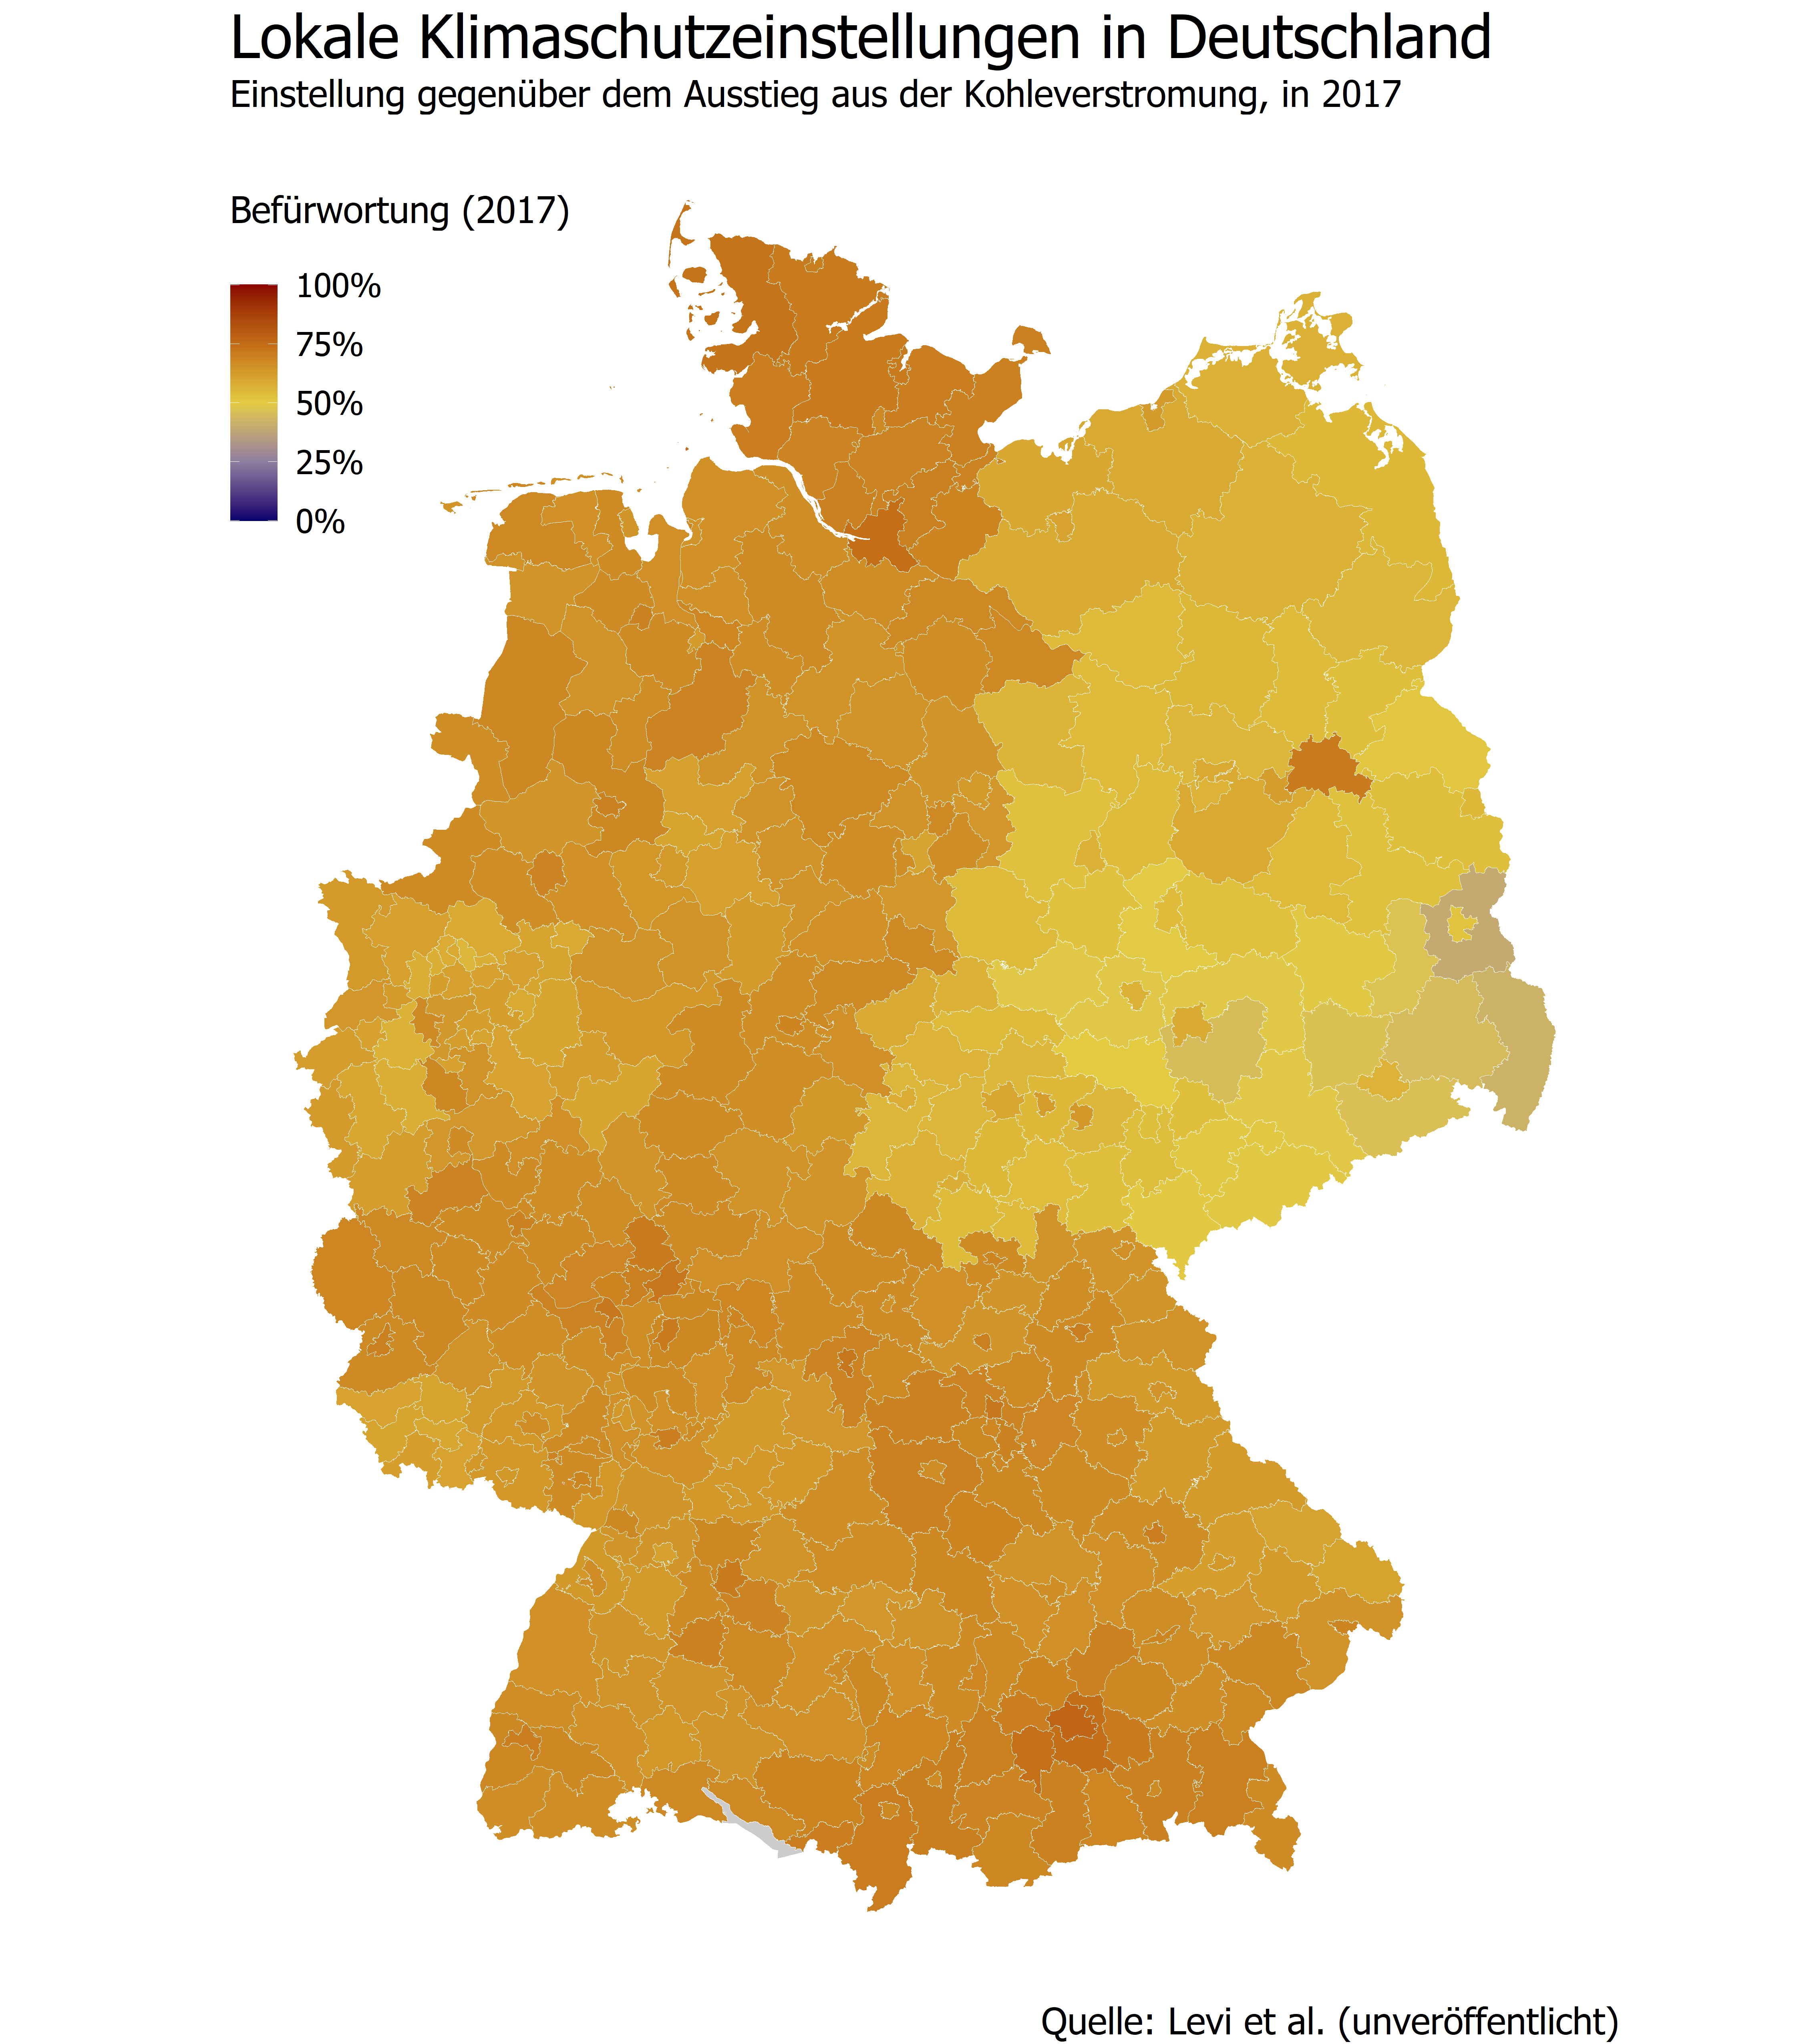 Lokale Klimaschutzeinstellungen in Deutschland
Einstellung gegenüber dem Ausstieg aus der Kohleverstromung, in 2017
Befürwortung (2017)
100%
75%
50%
25%
0%
Quelle: Levi et al. (unveröffentlicht)